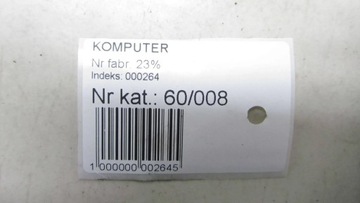 KOMPUTER
Nr fabr 23%
Indeks: 000264
Nr kat.: 60/008
1 000000 002645